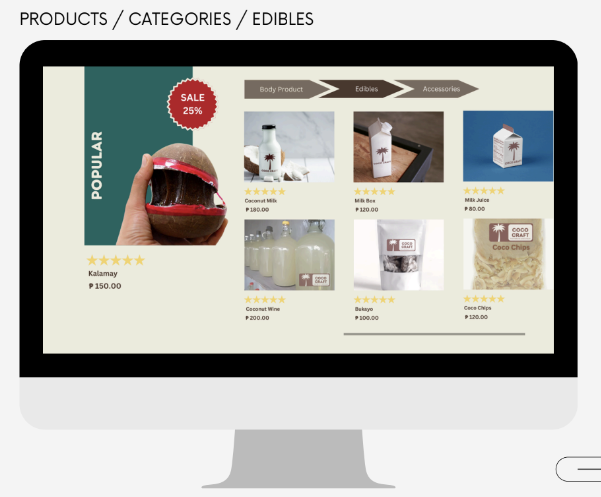 PRODUCTS / CATEGORIES / EDIBLES
POPULAR
SALE
25%
Kalamay
₱150.00
Body Product
Edibles
Accessories
Coconut Milk
₱180.00
Milk Box
₱120.00
Milk Juice
₱80.00
COCO
CRAFT
Coconut Wine
₱200.00
COCO
CRAFT
Bukayo
₱100.00
COCO
CRAFT
Coco Chips
Coco Chips
₱120.00